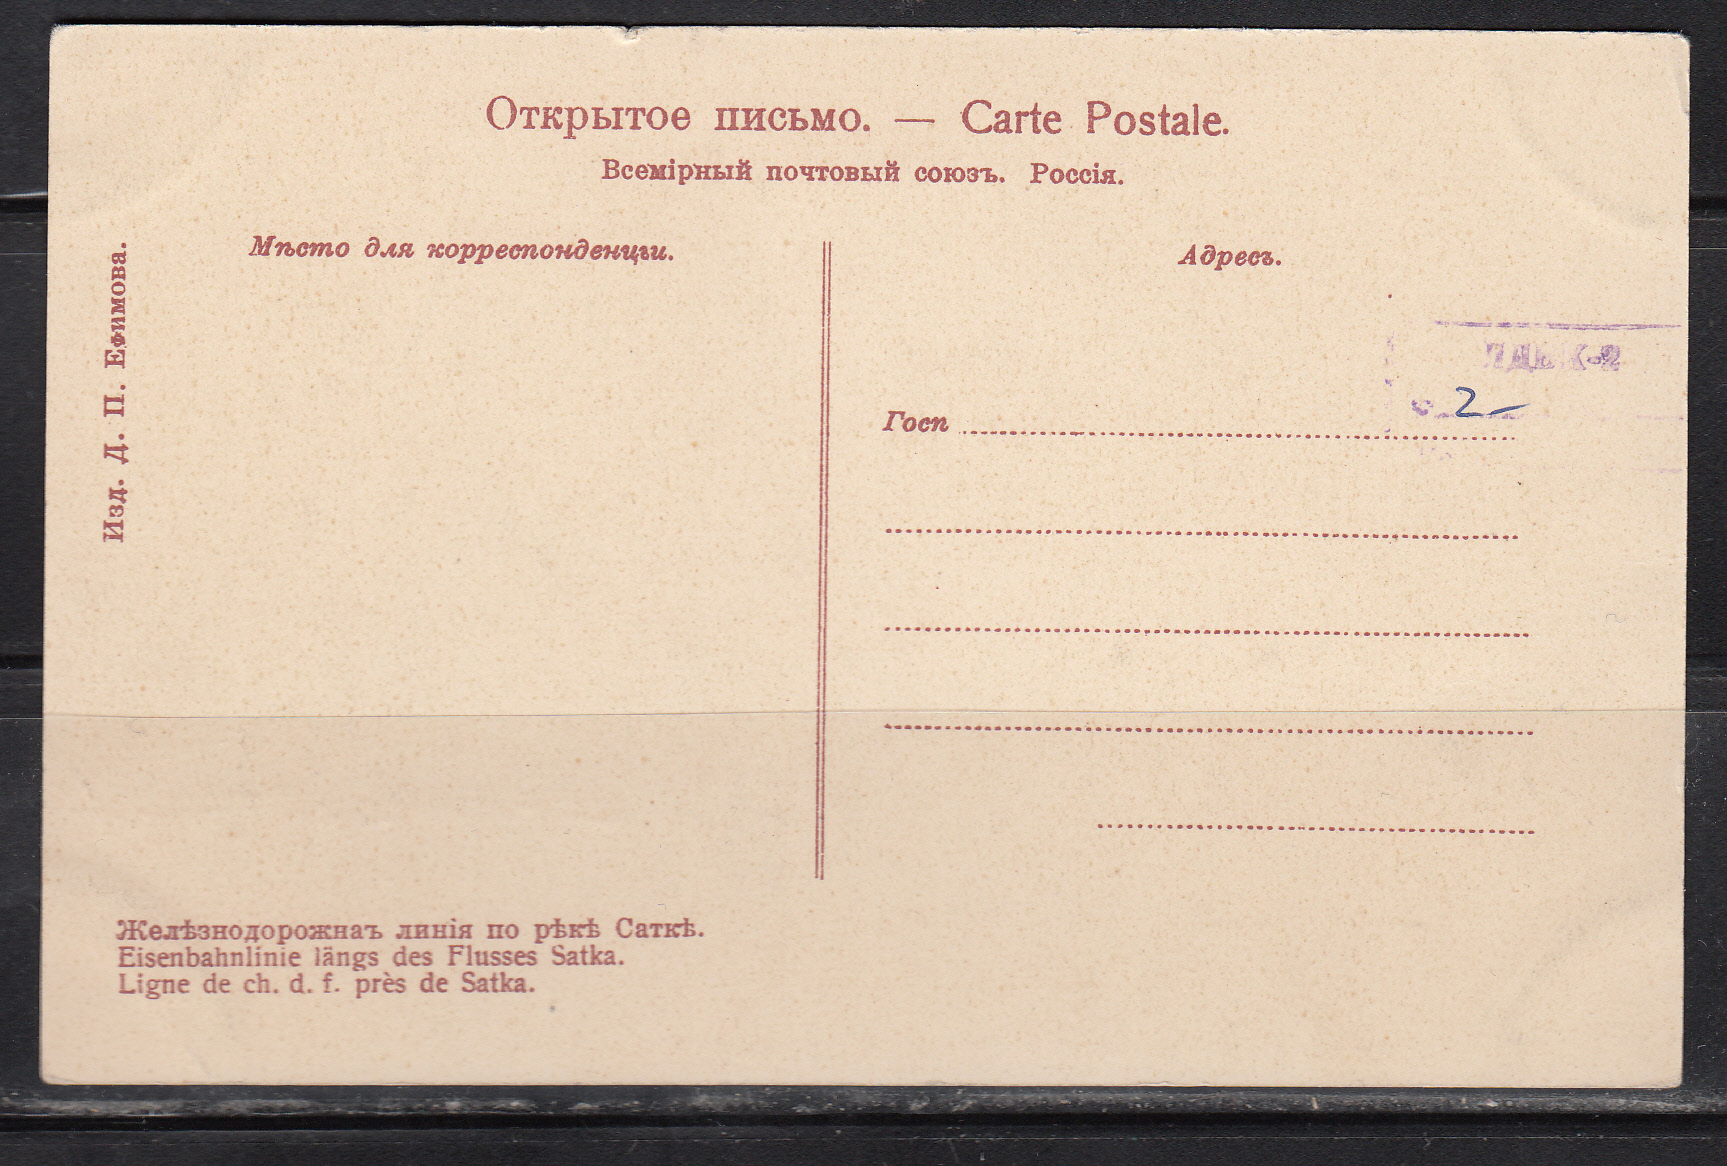 Открытое письмо. — Carte Postale.
Всемірный почтовый союзъ. Россія.
Мѣсто для корреспонденціи.
Адресъ.
Изд. Д. П. Ефимова.
2-
Госп
Желѣзнодорожнаъ линія по рѣкѣ Саткѣ.
Eisenbahnlinie längs des Flusses Satka.
Ligne de ch. d. f. près de Satka.